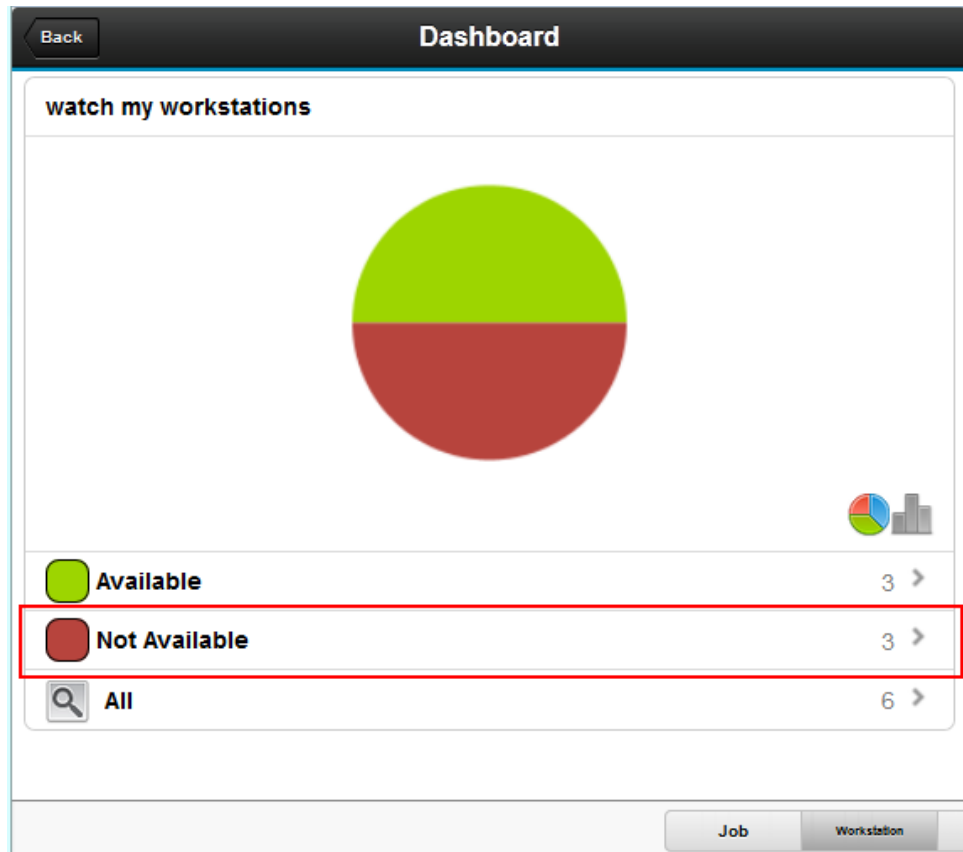 Back
Dashboard
watch my workstations
Available 3
Not Available 3
All 6
Job
Workstation